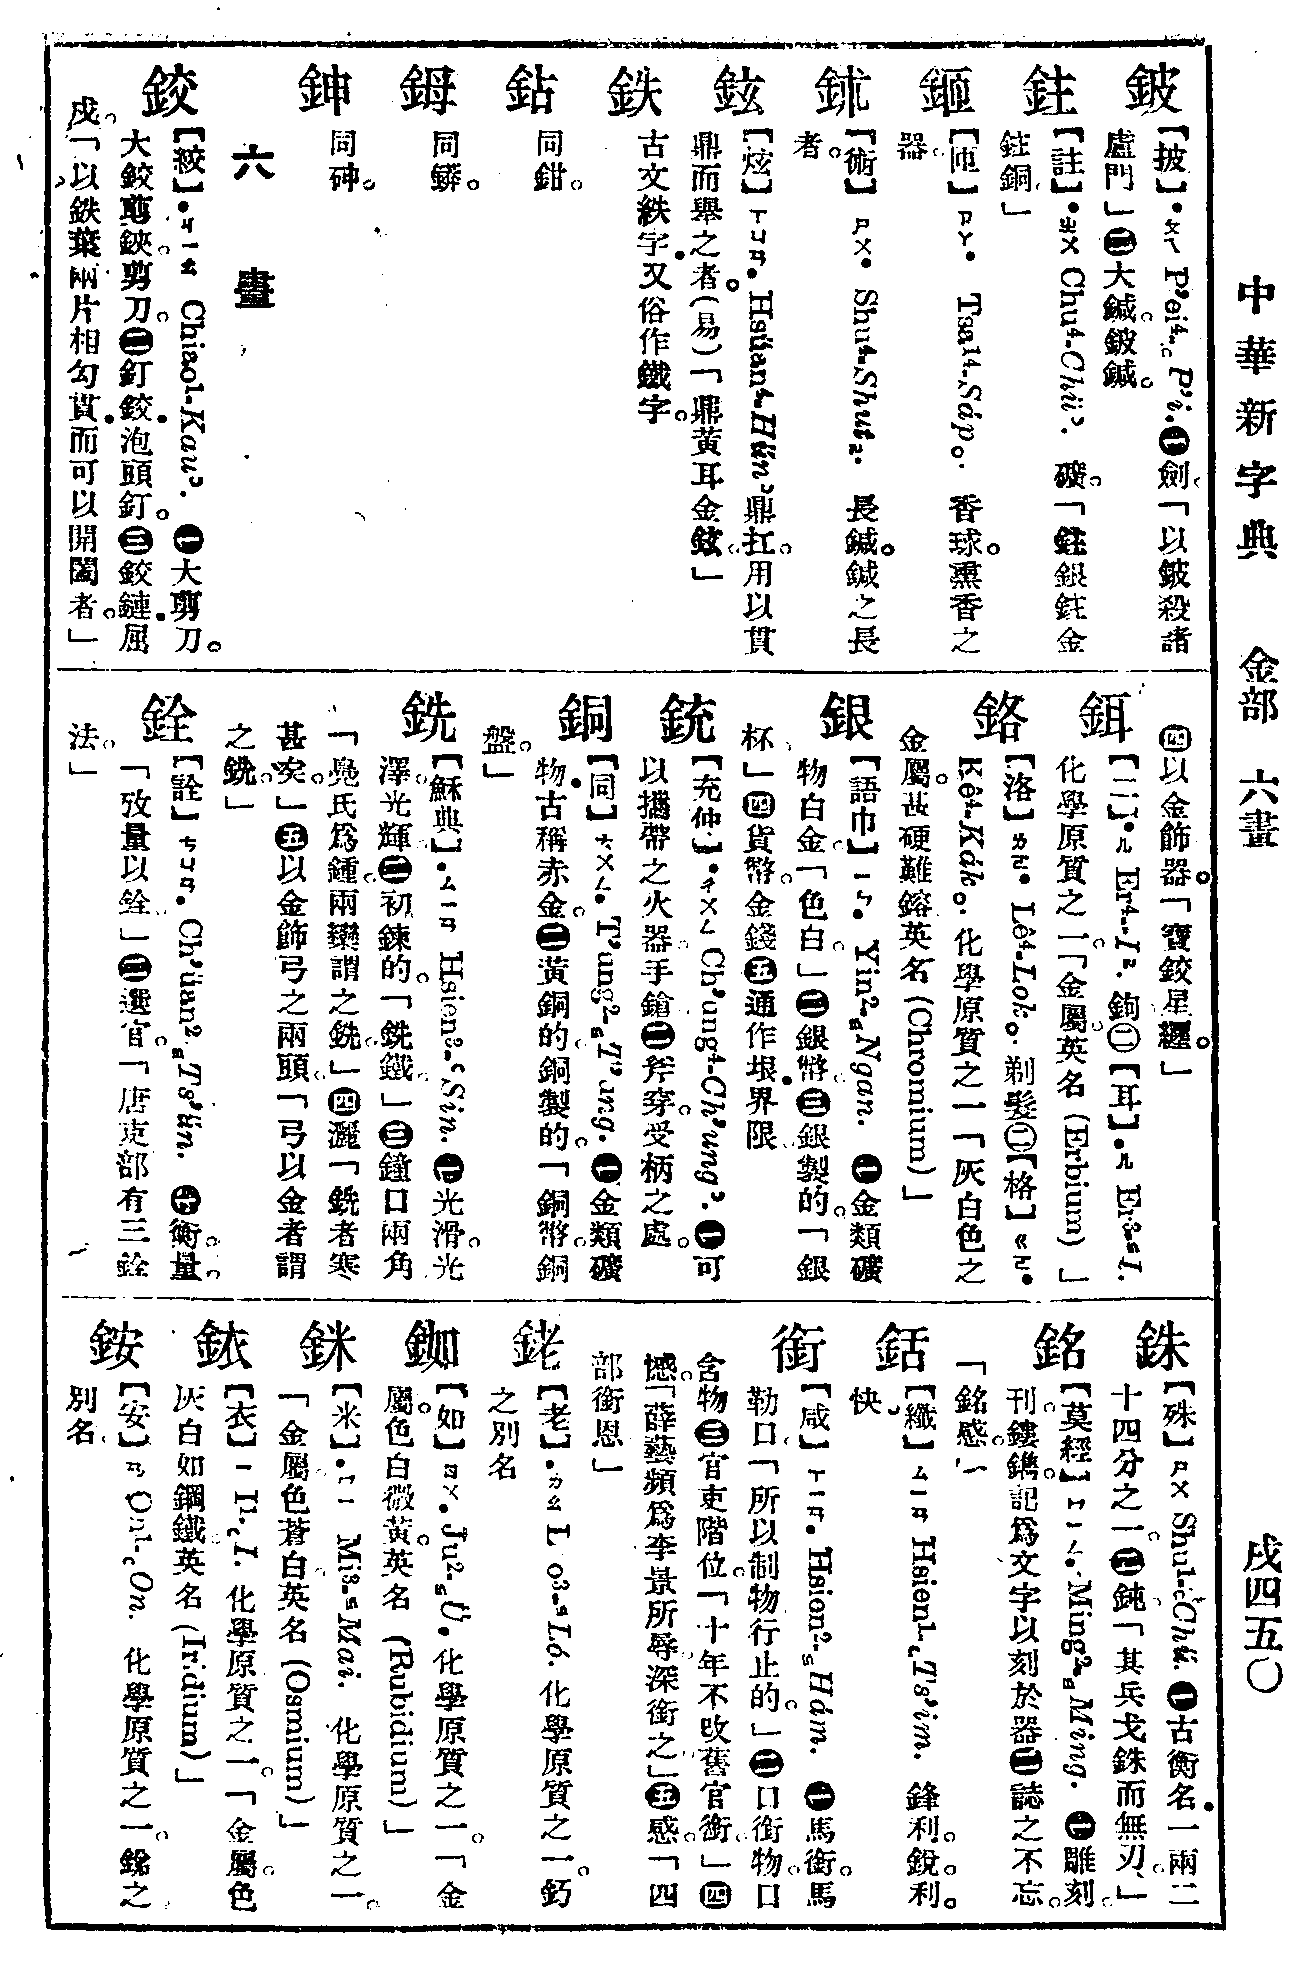 中華新字典 金部 六畫 戌四五〇
鈹
【披】•ㄆㄟ P'ei⁴-꜀P'i.㊀劍。「以鈹殺諸
盧門」㊁大鍼。鈹鍼。
鉒
【註】•ㄓㄨ Chu⁴-Chü꜄. 礦。「鉒銀鉒金
鉒銅」
鉔
【帀】•ㄗㄚ. Tsa¹⁴-Sáp. 香球。熏香之
器。
鉥
【術】ㄕㄨ. Shu⁴-Shut. 長鍼。鍼之長
者。
鉉
【炫】ㄒㄩㄢ. Hsüan⁴-Hün꜄鼎扛。用以貫
鼎而舉之者。(易)「鼎黃耳金鉉。」
鉄
古文紩字。又俗作鐵字。
鉆
同鉗。
鉧
同鏻。
鉮
同砷。
六畫
鉸
【絞】•ㄐㄧㄠ Chiao¹-Kau꜄. ㊀大剪刀。
大鉸剪。鋏剪刀。㊁釘鉸。泡頭釘。㊂鉸鏈。屈
戍。「以鉄葉兩片相勾貫。而可以開闔者。」
㊃以金飾器。「寶鉸星纏。」
鉺
【二】•ㄦ Er⁴-I². 鉤㊁【耳】•ㄦ Er³-I.
化學原質之一。「金屬。英名(Erbium)」
鉻
【洛】ㄌㄜ. Lê⁴-Lok. 剃髮㊁【格】ㄍㄜ.
Kê⁴-Kák. 化學原質之一「灰白色之
金屬。甚硬難鎔英名(Chromium)」
銀
【語巾】ㄧㄣ. Yin²-Ngan. ㊀金類礦
物白金。「色白。」㊁銀幣。㊂銀製的。「銀
杯」㊃貨幣。金錢㊄通作垠。界限
銃
【充仲】•ㄔㄨㄥ Ch'ung⁴-Ch'ung꜄. ㊀可
以攜帶之火器。手鎗㊁斧穿。受柄之處。
銅
【同】ㄊㄨㄥ. T'ung²-T'ung. ㊀金類礦
物。古稱赤金。㊁黃銅的。銅製的。「銅幣。銅
盤。」
銑
【穌典】•ㄙㄧㄢ Hsien³-Sin. ㊀光滑。光
澤。光輝。㊁初鍊的。「銑鐵」㊂鐘口兩角
「鳧氏爲鍾。兩欒謂之銑。」㊃灑「銑者寒
甚矣。」㊄以金飾弓之兩頭。「弓以金者謂
之銑。」
銓
【詮】ㄑㄩㄢ. Ch'üan²-Ts'ün. ㊀衡量。
「攷量以銓。」㊁選官。「唐吏部有三銓
法。」
銖
【殊】ㄕㄨ Shu¹-꜀Chü. ㊀古衡名。一兩二
十四分之一。㊁鈍。「其兵戈銖而無刃。」
銘
【莫經】ㄇㄧㄥ. Ming²-Ming. ㊀雕刻。
刊鏤。鐫記。爲文字以刻於器㊁誌之不忘。
「銘感。」
銛
【纖】ㄙㄧㄢ Hsien¹-꜀Ts'im. 鋒利。銳利。
快。
銜
【咸】ㄒㄧㄢ. Hsien²-Hám. ㊀馬銜。馬
勒口。「所以制物行止的。」㊁口銜物。口
含物㊂官吏階位。「十年不改舊官銜。」㊃
憾。「薛藝頻爲李景所辱。深銜之。」㊄感。「四
部銜恩」
銠
【老】•ㄌㄠ Lo³-Ló. 化學原質之一。鈣
之別名
銣
【如】ㄖㄨ. Ju²-Ü. 化學原質之一。「金
屬。色白微黃。英名(Rubidium)」
銤
【米】•ㄇㄧ Mi³-Mai. 化學原質之一。
「金屬。色蒼白。英名(Osmium)」
銥
【衣】ㄧ I¹-꜀I. 化學原質之一。「金屬。色
灰白如鋼鐵。英名(Iridium)」
銨
【安】ㄢ On¹-꜀On. 化學原質之一。錏之
別名。